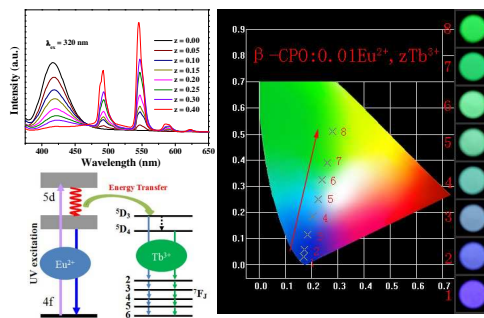 λex = 320 nm
z = 0.00
z = 0.05
z = 0.10
z = 0.15
z = 0.20
z = 0.25
z = 0.30
z = 0.40
Intensity (a.u.)
400 450 500 550 600 650
Wavelength (nm)
Energy Transfer
5d
UV excitation
Eu²⁺
4f
⁵D₃
⁵D₄
Tb³⁺
2
3
4
5
6
⁷FJ
β-CPO:0.01Eu²⁺, zTb³⁺
0.9
0.8
0.7
0.6
0.5
0.4
0.3
0.2
0.1
0.0
0.0 0.1 0.2 0.3 0.4 0.5 0.6 0.7
8
7
6
5
4
8
7
6
5
4
3
2
1